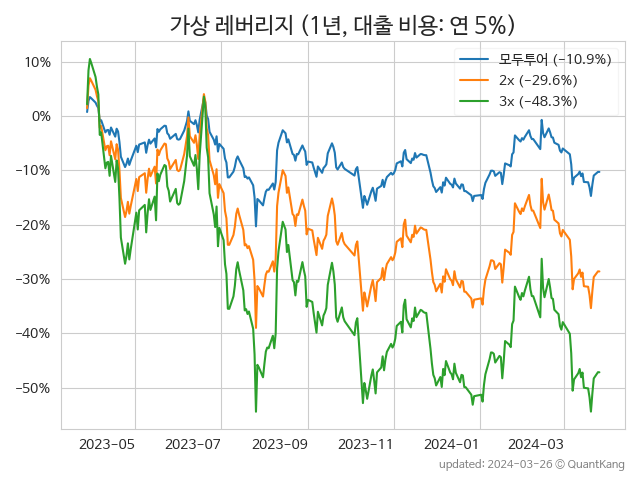 가상 레버리지 (1년, 대출 비용: 연 5%)
모두투어 (−10.9%)
2x (−29.6%)
3x (−48.3%)
10%
0%
−10%
−20%
−30%
−40%
−50%
2023-05 2023-07 2023-09 2023-11 2024-01 2024-03
updated: 2024-03-26 © QuantKang